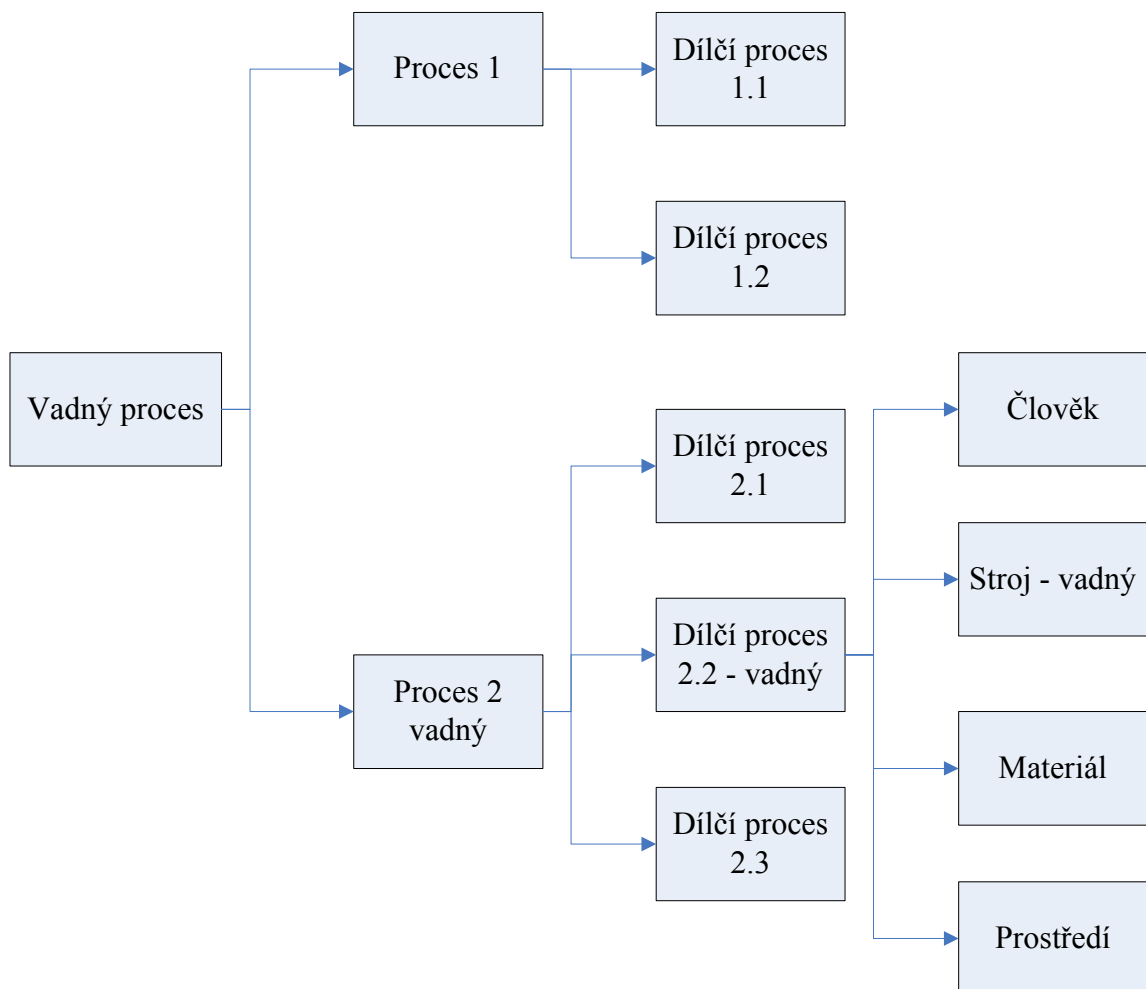 Proces 1
Dílčí proces
1.1
Dílčí proces
1.2
Vadný proces
Člověk
Dílčí proces
2.1
Stroj - vadný
Dílčí proces
2.2 - vadný
Proces 2
vadný
Materiál
Dílčí proces
2.3
Prostředí